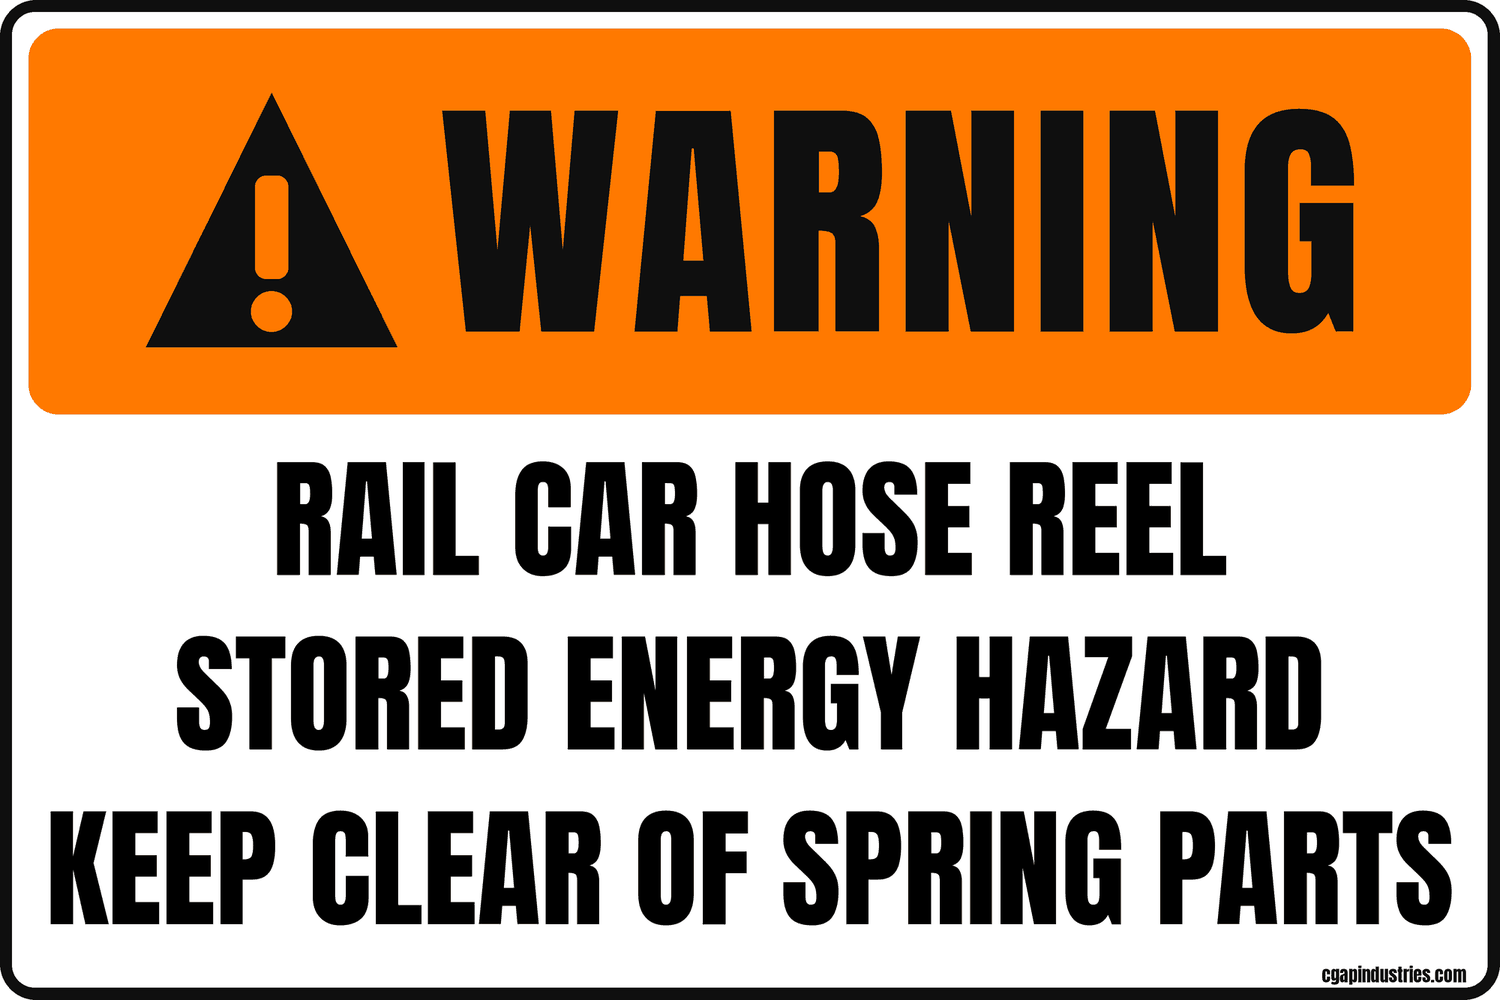 WARNING
RAIL CAR HOSE REEL
STORED ENERGY HAZARD
KEEP CLEAR OF SPRING PARTS
cgapindustries.com